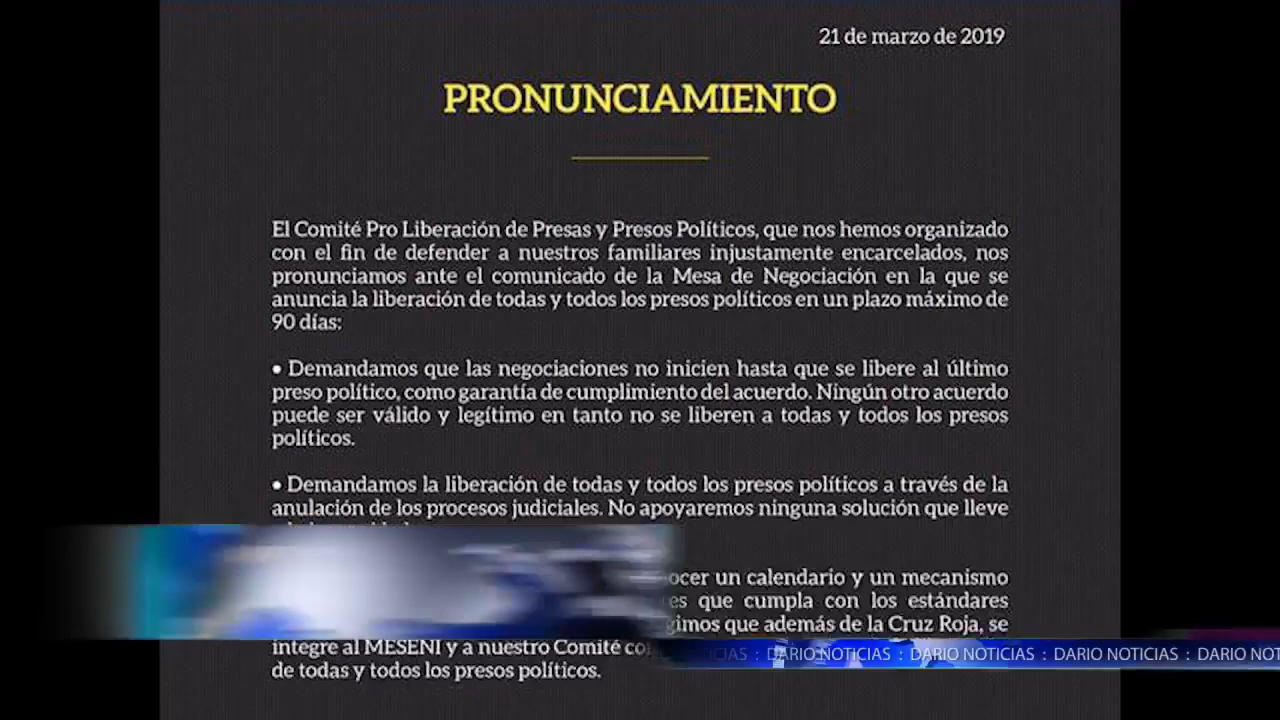 21 de marzo de 2019
PRONUNCIAMIENTO
El Comité Pro Liberación de Presas y Presos Políticos, que nos hemos organizado
con el fin de defender a nuestros familiares injustamente encarcelados, nos
pronunciamos ante el comunicado de la Mesa de Negociación en la que se
anuncia la liberación de todas y todos los presos políticos en un plazo máximo de
90 días:
• Demandamos que las negociaciones no inicien hasta que se libere al último
preso político, como garantía de cumplimiento del acuerdo. Ningún otro acuerdo
puede ser válido y legítimo en tanto no se liberen a todas y todos los presos
políticos.
• Demandamos la liberación de todas y todos los presos políticos a través de la
anulación de los procesos judiciales. No apoyaremos ninguna solución que lleve
un calendario y un mecanismo
que cumpla con los estándares
que además de la Cruz Roja, se
integre al MESENI y a nuestro Comité
NOTICIAS : DARIO NOTICIAS : DARIO NOTICIAS : DARIO NOTICIAS : DARIO NOT
de todas y todos los presos políticos.